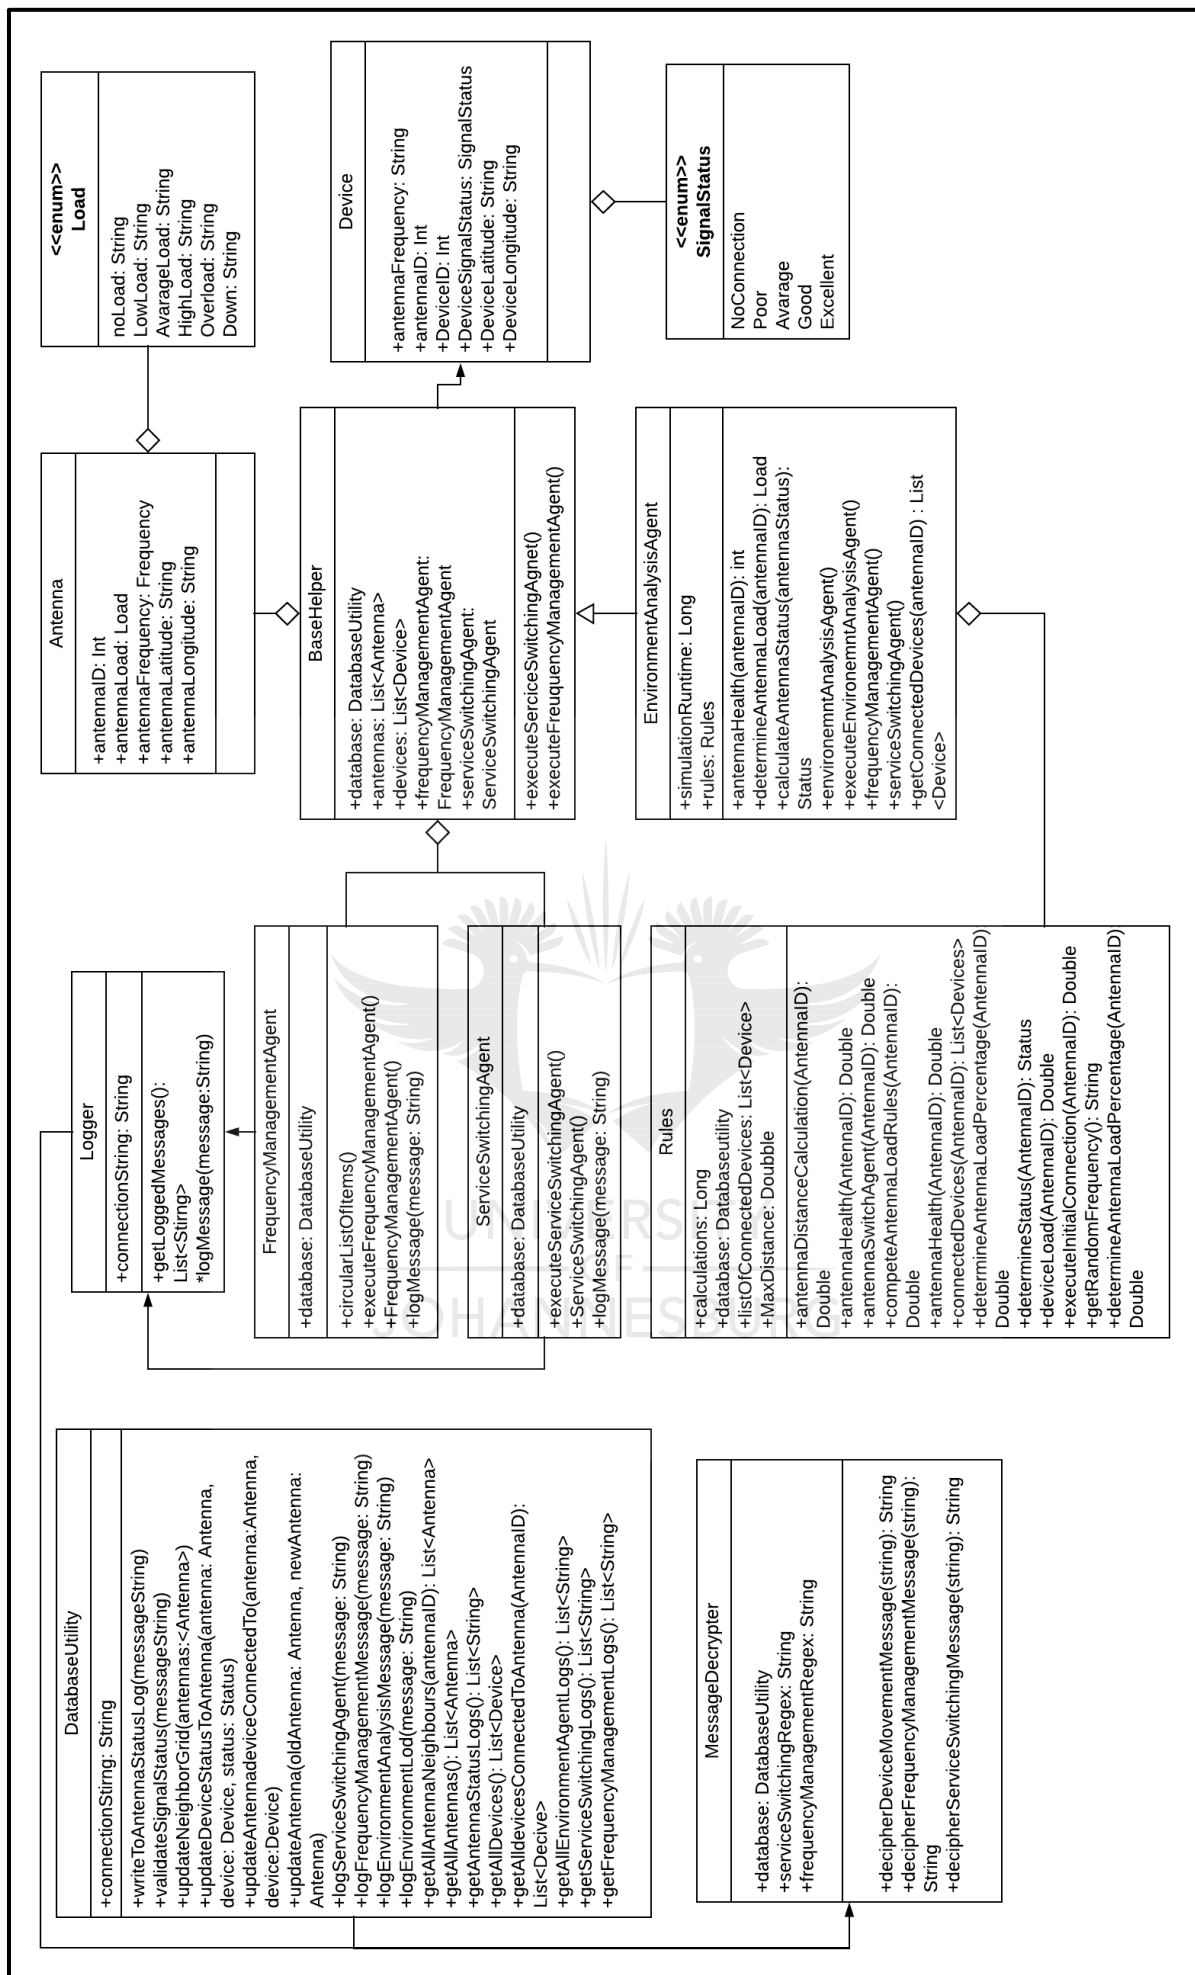 DatabaseUtility
+connectionStirng: String
+writeToAntennaStatusLog(messageString)
+validateSignalStatus(messageString)
+updateNeighborGrid(antennas:<Antenna>)
+updateDeviceStatusToAntenna(antenna: Antenna,
device: Device, status: Status)
+updateAntennadeviceConnectedTo(antenna:Antenna,
device:Device)
+updateAntenna(oldAntenna: Antenna, newAntenna:
Antenna)
+logServiceSwitchingAgent(message: String)
+logFrequencyManagementMessage(message: String)
+logEnvironmentAnalysisMessage(message: String)
+logEnvironmentLod(message: String)
+getAllAntennaNeighbours(antennaID): List<Antenna>
+getAllAntennas(): List<Antenna>
+getAntennaStatusLogs(): List<String>
+getAllDevices(): List<Device>
+getAlldevicesConnectedToAntenna(AntennaID):
List<Decive>
+getAllEnvironmentAgentLogs(): List<String>
+getServiceSwitchingLogs(): List<String>
+getFrequencyManagementLogs(): List<String>
Logger
+connectionString: String
+getLoggedMessages():
List<Stirng>
*logMessage(message:String)
Antenna
+antennaID: Int
+antennaLoad: Load
+antennaFrequency: Frequency
+antennaLatitude: String
+antennaLongitude: String
<<enum>>
Load
noLoad: String
LowLoad: String
AvarageLoad: String
HighLoad: String
Overload: String
Down: String
FrequencyManagementAgent
+database: DatabaseUtility
+circularListOfItems()
+executeFrequencyManagementAgent()
+FrequencyManagementAgent()
+logMessage(message: String)
BaseHelper
+database: DatabaseUtility
+antennas: List<Antenna>
+devices: List<Device>
+frequencyManagementAgent:
FrequencyManagementAgent
+serviceSwitchingAgent:
ServiceSwitchingAgent
+executeSerciceSwitchingAgnet()
+executeFreuquencyManagementAgent()
Device
+antennaFrequency: String
+antennaID: Int
+DeviceID: Int
+DeviceSignalStatus: SignalStatus
+DeviceLatitude: String
+DeviceLongitude: String
ServiceSwitchingAgent
+database: DatabaseUtility
+executeServiceSwitchingAgent()
+ServiceSwitchingAgent()
+logMessage(message: String)
MessageDecrypter
+database: DatabaseUtility
+serviceSwitchingRegex: String
+frequencyManagementRegex: String
+decipherDeviceMovementMessage(string): String
+decipherFrequencyManagementMessage(string):
String
+decipherServiceSwitchingMessage(string): String
Rules
+calculations: Long
+database: Databaseutility
+listOfConnectedDevices: List<Device>
+MaxDistance: Doubble
+antennaDistanceCalculation(AntennaID):
Double
+antennaHealth(AntennaID): Double
+antennaSwitchAgent(AntennaID): Double
+competeAntennaLoadRules(AntennaID):
Double
+antennaHealth(AntennaID): Double
+connectedDevices(AntennaID): List<Devices>
+determineAntennaLoadPercentage(AntennaID)
Double
+determineStatus(AntennaID): Status
+deviceLoad(AntennaID): Double
+executeInitialConnection(AntennaID): Double
+getRandomFrequency(): String
+determineAntennaLoadPercentage(AntennaID)
Double
EnvironmentAnalysisAgent
+simulationRuntime: Long
+rules: Rules
+antennaHealth(antennaID): int
+determineAntennaLoad(antennaID): Load
+calculateAntennaStatus(antennaStatus):
Status
+environemntAnalysisAgent()
+executeEnvironemntAnalysisAgent()
+frequencyManagementAgent()
+serviceSwitchingAgent()
+getConnectedDevices(antennaID) : List
<Device>
<<enum>>
SignalStatus
NoConnection
Poor
Avarage
Good
Excellent
UNIVERSITY
OF
JOHANNESBURG